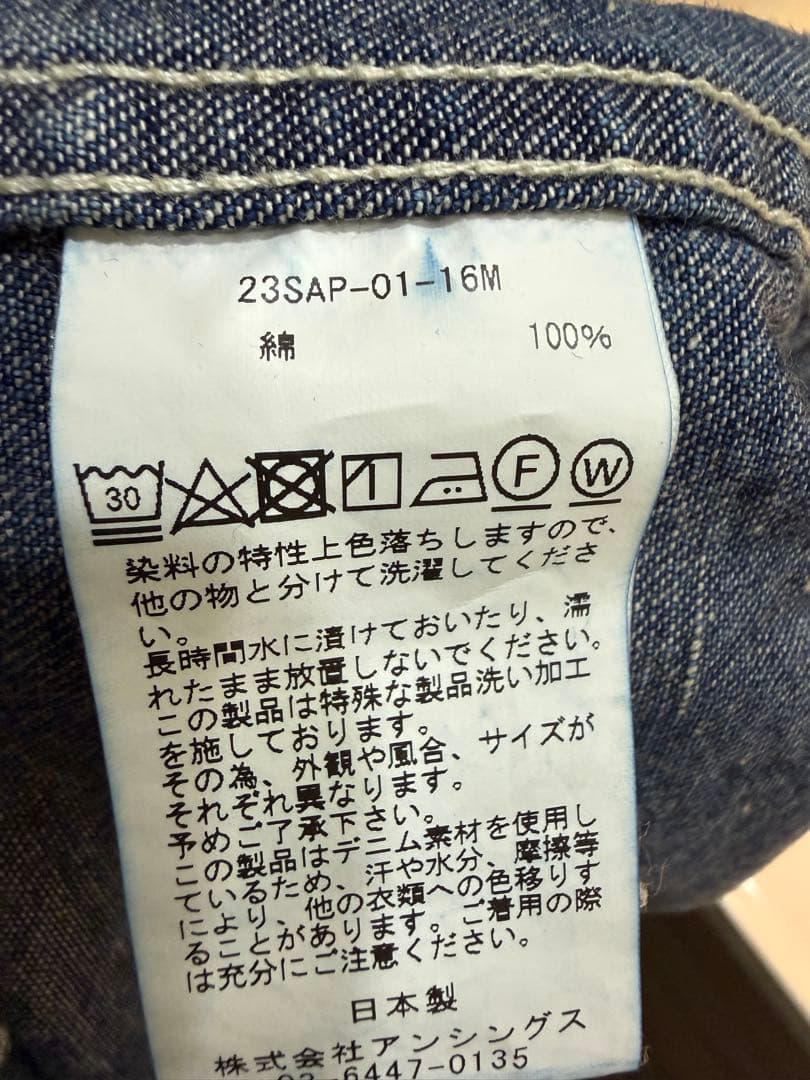 23SAP-01-16M
綿 100%
30 F W
染料の特性上色落ちしますので、
他の物と分けて洗濯してくださ
い。
長時間水に漬けておいたり、濡
れたまま放置しないでください。
この製品は特殊な製品洗い加工
を施しております。
その為、外観や風合、サイズが
それぞれ異なります。
予めご了承下さい。
この製品はデニム素材を使用し
ているため、汗や水分、摩擦等
により、他の衣類への色移りす
ることがあります。ご着用の際
は充分にご注意ください。
日本製
株式会社アンシングス
03-6447-0135